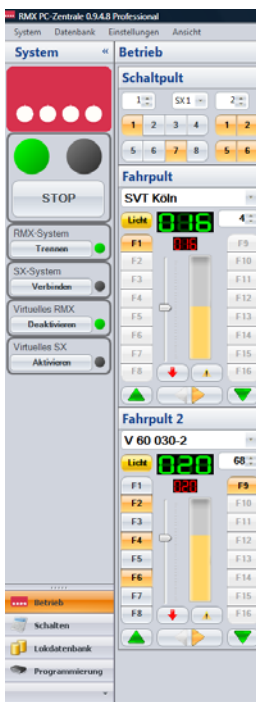 RMX PC-Zentrale 0.9.4.8 Professional
System Datenbank Einstellungen Ansicht
System «
STOP
RMX-System
Trennen
SX-System
Verbinden
Virtuelles RMX
Deaktivieren
Virtuelles SX
Aktivieren
Betrieb
Schalten
Lokdatenbank
Programmierung
Betrieb
Schaltpult
1 SX1 2
1 2 3 4 1 2
5 6 7 8 5 6
Fahrpult
SVT Köln
Licht 016 4
F1 016 F9
F2 F10
F3 F11
F4 F12
F5 F13
F6 F14
F7 F15
F8 ! F16
Fahrpult 2
V 60 030-2
Licht 020 68
F1 020 F9
F2 F10
F3 F11
F4 F12
F5 F13
F6 F14
F7 F15
F8 ! F16